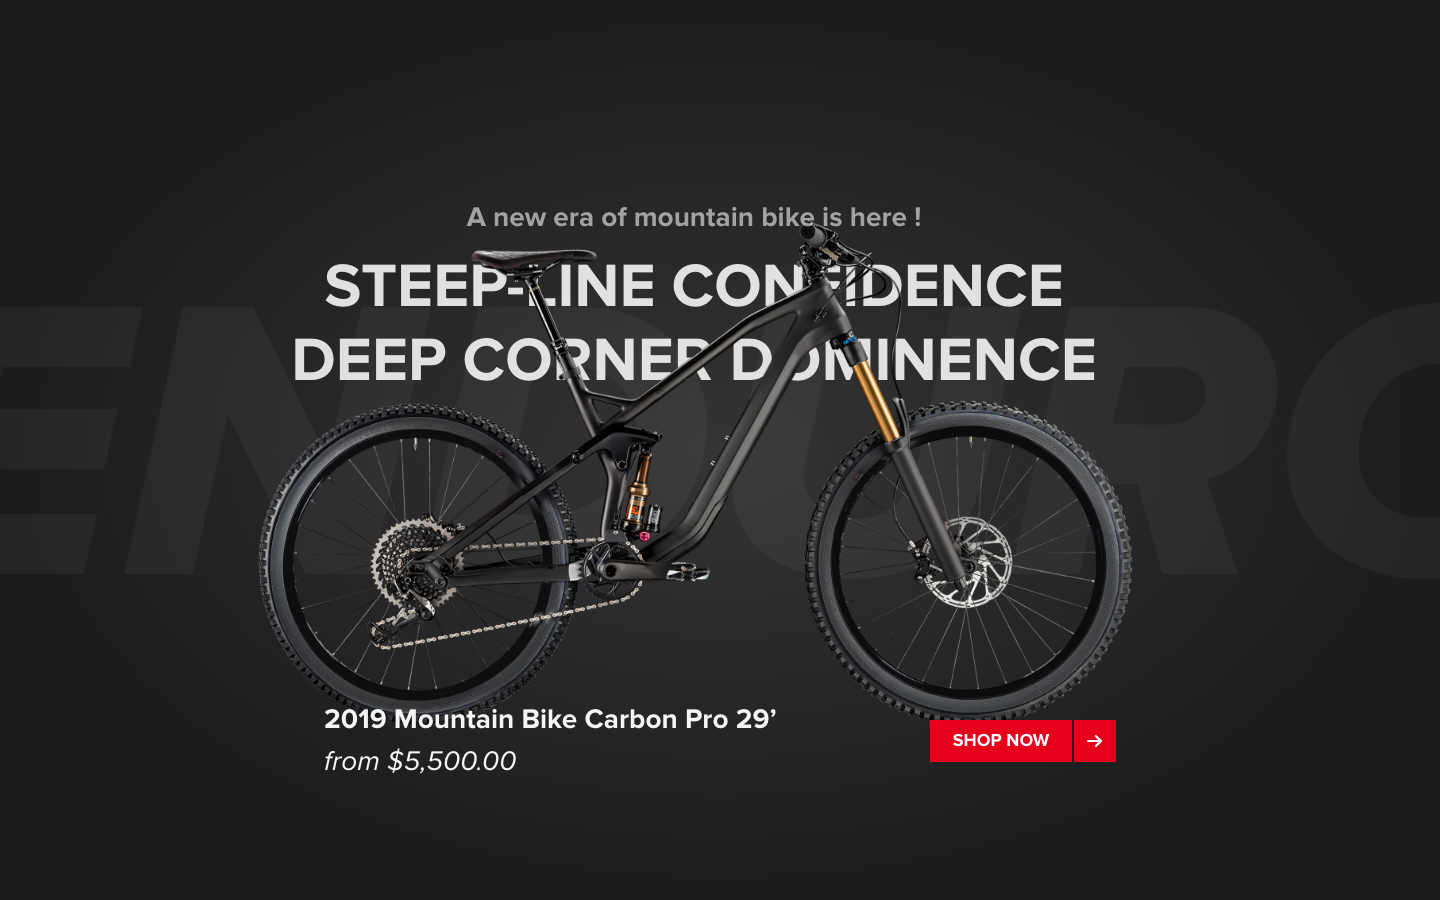 A new era of mountain bike is here !
STEEP-LINE CONFIDENCE
DEEP CORNER DOMINENCE
ENDURO
2019 Mountain Bike Carbon Pro 29’
from $5,500.00
SHOP NOW